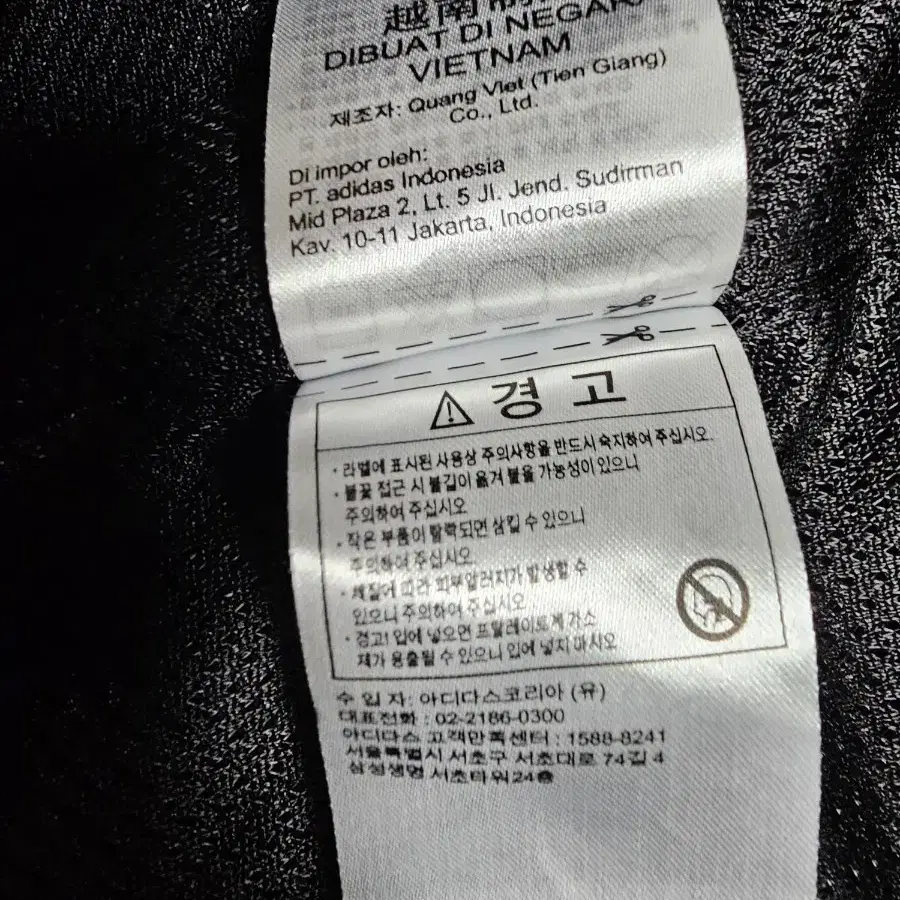 越南制
DIBUAT DI NEGARA
VIETNAM
제조자: Quang Viet (Tien Giang)
Co., Ltd.
Di impor oleh:
PT. adidas Indonesia
Mid Plaza 2, Lt. 5 Jl. Jend. Sudirman
Kav. 10-11 Jakarta, Indonesia
경 고
· 라벨에 표시된 사용상 주의사항을 반드시 숙지하여 주십시오.
· 불꽃 접근 시 불길이 옮겨 붙을 가능성이 있으니
주의하여 주십시오
· 작은 부품이 탈락되면 삼킬 수 있으니
주의하여 주십시오
· 체질에 따라 피부알러지가 발생할 수
있으니 주의하여 주십시오
· 경고! 입에 넣으면 프탈레이트계 가소
제가 용출될 수 있으니 입에 넣지 마시오
수 입 자: 아디다스코리아 (유)
대표전화 : 02-2186-0300
아디다스 고객만족센터 : 1588-8241
서울특별시 서초구 서초대로 74길 4
삼성생명 서초타워 24층